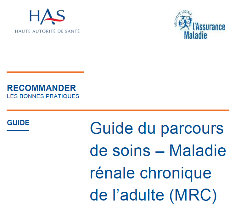 HAS
HAUTE AUTORITÉ DE SANTÉ
l'Assurance
Maladie
RECOMMANDER
LES BONNES PRATIQUES
GUIDE
Guide du parcours
de soins – Maladie
rénale chronique
de l'adulte (MRC)